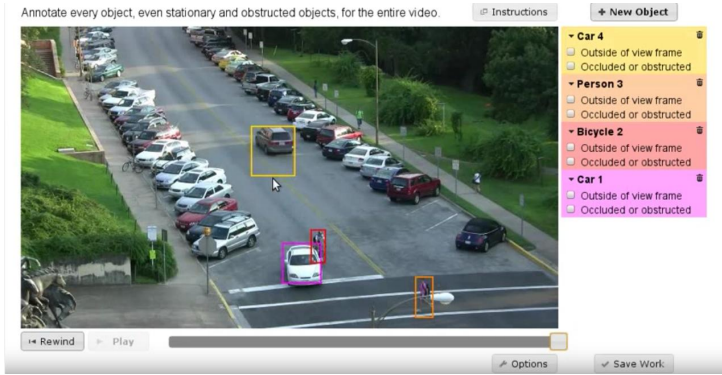 Annotate every object, even stationary and obstructed objects, for the entire video.
Instructions
+ New Object
Car 4
Outside of view frame
Occluded or obstructed
Person 3
Outside of view frame
Occluded or obstructed
Bicycle 2
Outside of view frame
Occluded or obstructed
Car 1
Outside of view frame
Occluded or obstructed
Rewind
Play
Options
Save Work